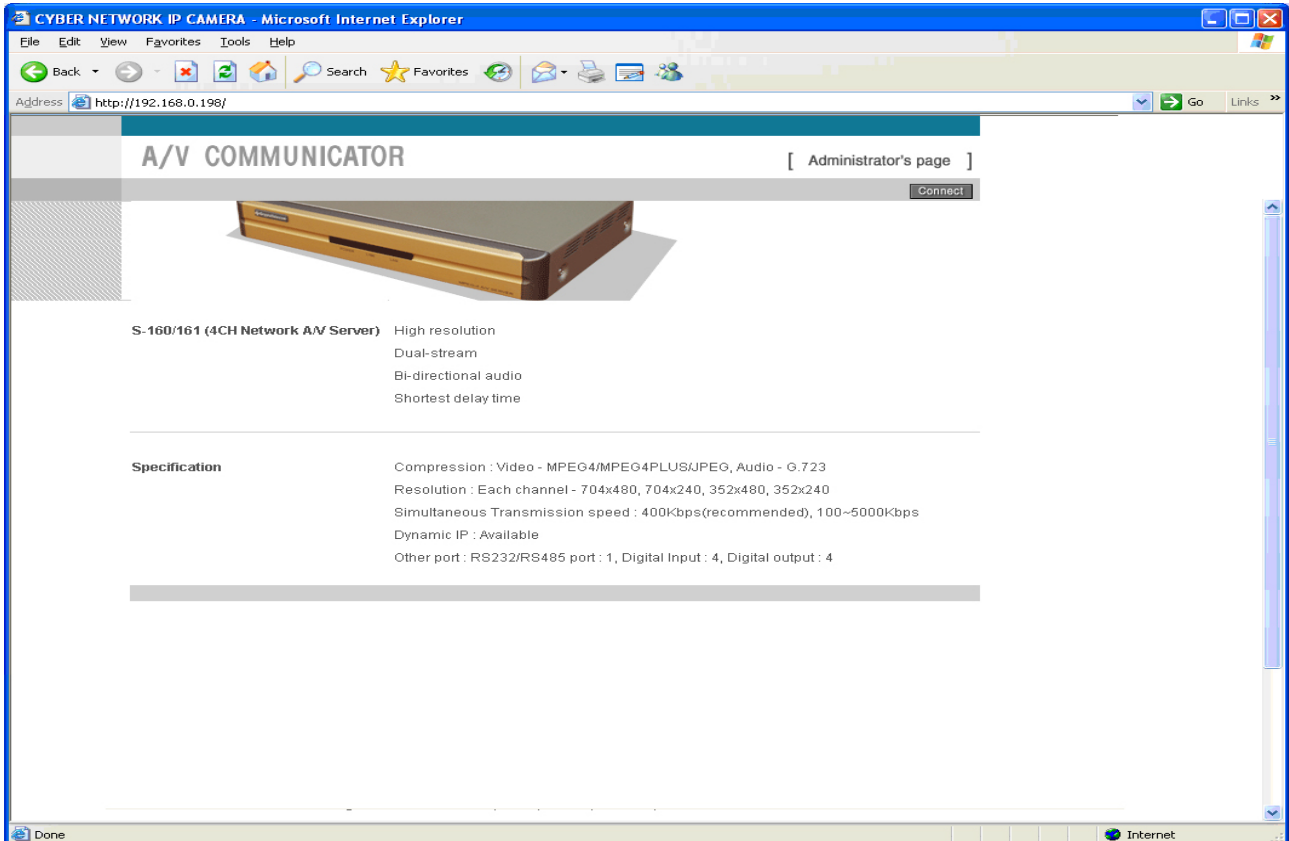 CYBER NETWORK IP CAMERA - Microsoft Internet Explorer
File Edit View Favorites Tools Help
Back Search Favorites
Address http://192.168.0.198/ Go Links »
A/V COMMUNICATOR
[ Administrator's page ]
Connect
S-160/161 (4CH Network A/V Server) High resolution
Dual-stream
Bi-directional audio
Shortest delay time
Specification Compression : Video - MPEG4/MPEG4PLUS/JPEG, Audio - G.723
Resolution : Each channel - 704x480, 704x240, 352x480, 352x240
Simultaneous Transmission speed : 400Kbps(recommended), 100~5000Kbps
Dynamic IP : Available
Other port : RS232/RS485 port : 1, Digital Input : 4, Digital output : 4
Done Internet